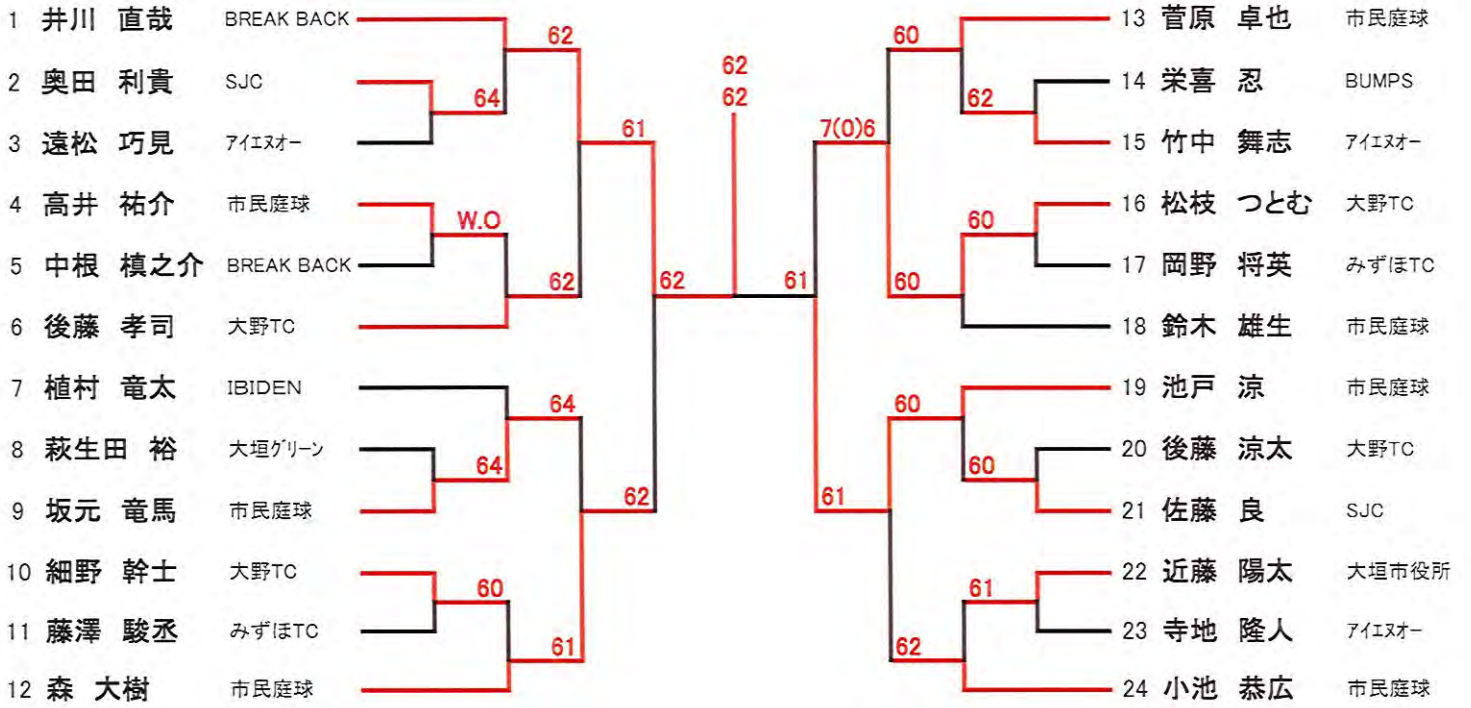 1 井川 直哉 BREAK BACK
2 奥田 利貴 SJC
3 遠松 巧見 アイエヌオー
4 高井 祐介 市民庭球
5 中根 槙之介 BREAK BACK
6 後藤 孝司 大野TC
7 植村 竜太 IBIDEN
8 萩生田 裕 大垣グリーン
9 坂元 竜馬 市民庭球
10 細野 幹士 大野TC
11 藤澤 駿丞 みずほTC
12 森 大樹 市民庭球
62
64
W.O
62
64
64
60
61
61
62
62
62
62
61
7(0)6
61
60
62
60
60
60
60
61
62
13 菅原 卓也 市民庭球
14 栄喜 忍 BUMPS
15 竹中 舞志 アイエヌオー
16 松枝 つとむ 大野TC
17 岡野 将英 みずほTC
18 鈴木 雄生 市民庭球
19 池戸 涼 市民庭球
20 後藤 涼太 大野TC
21 佐藤 良 SJC
22 近藤 陽太 大垣市役所
23 寺地 隆人 アイエヌオー
24 小池 恭広 市民庭球